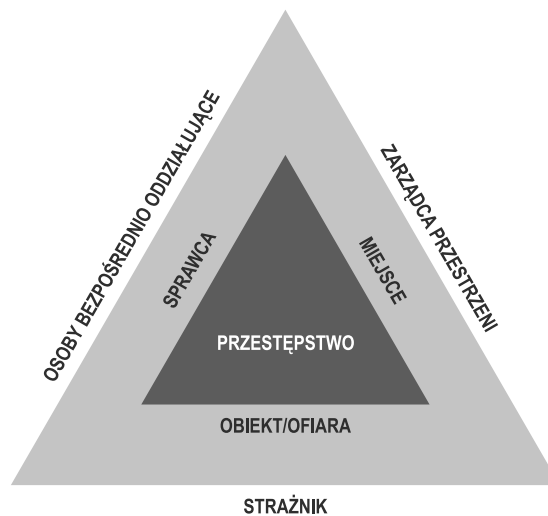 OSOBY BEZPOŚREDNIO ODDZIAŁUJĄCE
ZARZĄDCA PRZESTRZENI
SPRAWCA
MIEJSCE
PRZESTĘPSTWO
OBIEKT/OFIARA
STRAŻNIK